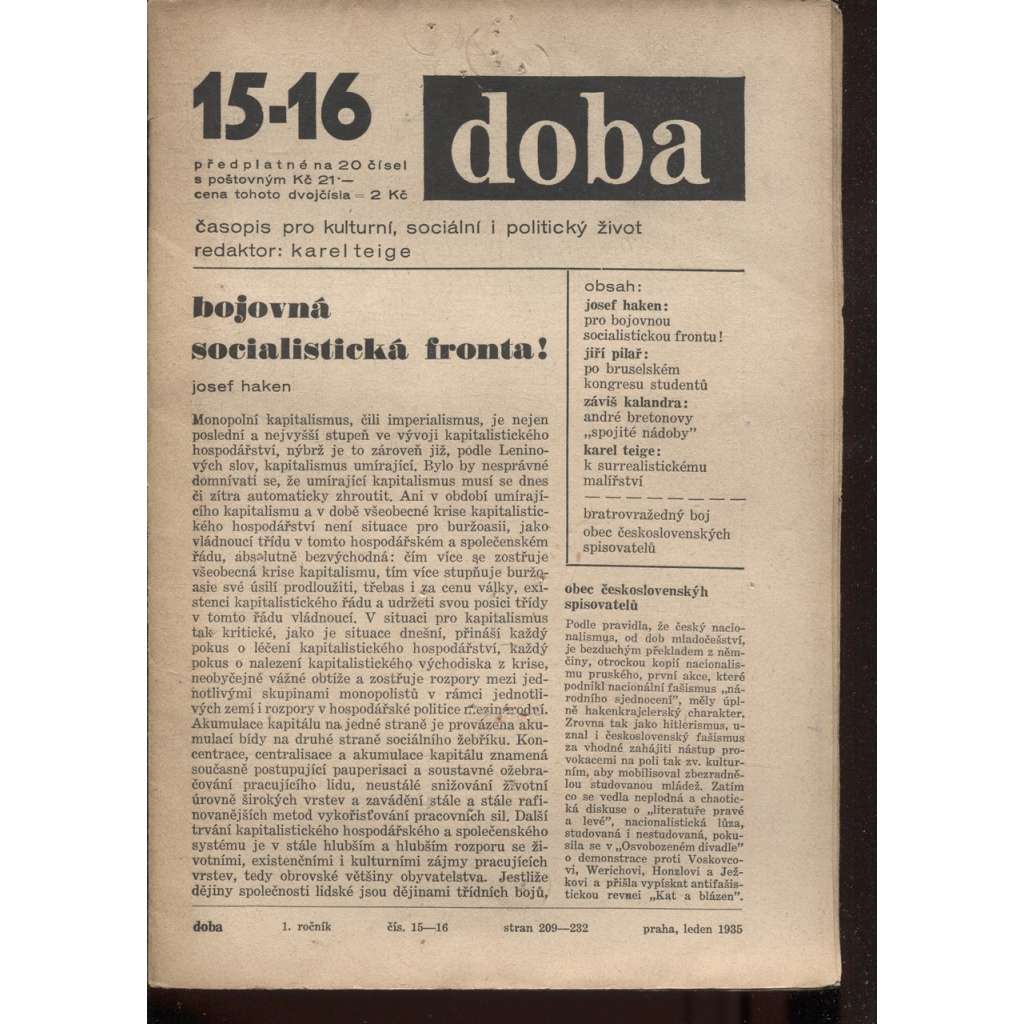 15-16
doba
předplatné na 20 čísel
s poštovným Kč 21·—
cena tohoto dvojčísla = 2 Kč
časopis pro kulturní, sociální i politický život
redaktor: karel teige
bojovná
socialistická fronta!
josef haken
Monopolní kapitalismus, čili imperialismus, je nejen
poslední a nejvyšší stupeň ve vývoji kapitalistického
hospodářství, nýbrž je to zároveň již, podle Lenino-
vých slov, kapitalismus umírající. Bylo by nesprávné
domnívati se, že umírající kapitalismus musí se dnes
či zítra automaticky zhroutit. Ani v období umírají-
cího kapitalismu a v době všeobecné krise kapitalistic-
kého hospodářství není situace pro buržoasii, jako
vládnoucí třídu v tomto hospodářském a společenském
řádu, absolutně bezvýchodná: čím více se zostřuje
všeobecná krise kapitalismu, tím více stupňuje buržo-
asie své úsilí prodloužiti, třebas i za cenu války, exi-
stenci kapitalistického řádu a udržeti svou posici třídy
v tomto řádu vládnoucí. V situaci pro kapitalismus
tak kritické, jako je situace dnešní, přináší každý
pokus o léčení kapitalistického hospodářství, každý
pokus o nalezení kapitalistického východiska z krise,
neobyčejně vážné obtíže a zostřuje rozpory mezi jed-
notlivými skupinami monopolistů v rámci jednotli-
vých zemí i rozpory v hospodářské politice mezinárodní.
Akumulace kapitálu na jedné straně je provázena aku-
mulací bídy na druhé straně sociálního žebříku. Kon-
centrace, centralisace a akumulace kapitálu znamená
současně postupující pauperisaci a soustavné ožebra-
čování pracujícího lidu, neustálé snižování životní
úrovně širokých vrstev a zavádění stále a stále rafi-
novanějších metod vykořisťování pracovních sil. Další
trvání kapitalistického hospodářského a společenského
systému je v stále hlubším a hlubším rozporu se ži-
votními, existenčními i kulturními zájmy pracujících
vrstev, tedy obrovské většiny obyvatelstva. Jestliže
dějiny společnosti lidské jsou dějinami třídních bojů,
obsah:
josef haken:
pro bojovnou
socialistickou frontu!
jiří pilař:
po bruselském
kongresu studentů
záviš kalandra:
andré bretonovy
„spojité nádoby"
karel teige:
k surrealistickému
malířství
bratrovražedný boj
obec československých
spisovatelů
obec československýh
spisovatelů
Podle pravidla, že český nacio-
nalismus, od dob mladočešství,
je bezduchým překladem z něm-
činy, otrockou kopií nacionalis-
mu pruského, první akce, které
podnikl nacionální fašismus „ná-
rodního sjednocení", měly úpl-
ně hakenkrajclerský charakter.
Zrovna tak jako hitlerismus, u-
znal i československý fašismus
za vhodné zahájiti nástup pro-
vokacemi na poli tak zv. kultur-
ním, aby mobilisoval zbezradně-
lou studovanou mládež. Zatím
co se vedla neplodná a chaotic-
ká diskuse o „literatuře pravé
a levé", nacionalistická lůza,
studovaná i nestudovaná, poku-
sila se v „Osvobozeném divadle"
o demonstrace proti Voskovco-
vi, Werichovi, Honzlovi a Jež-
kovi a přišla vypískat antifašis-
tickou revuei „Kat a blázen".
doba 1. ročník čís. 15—16 stran 209—232 praha, leden 1935